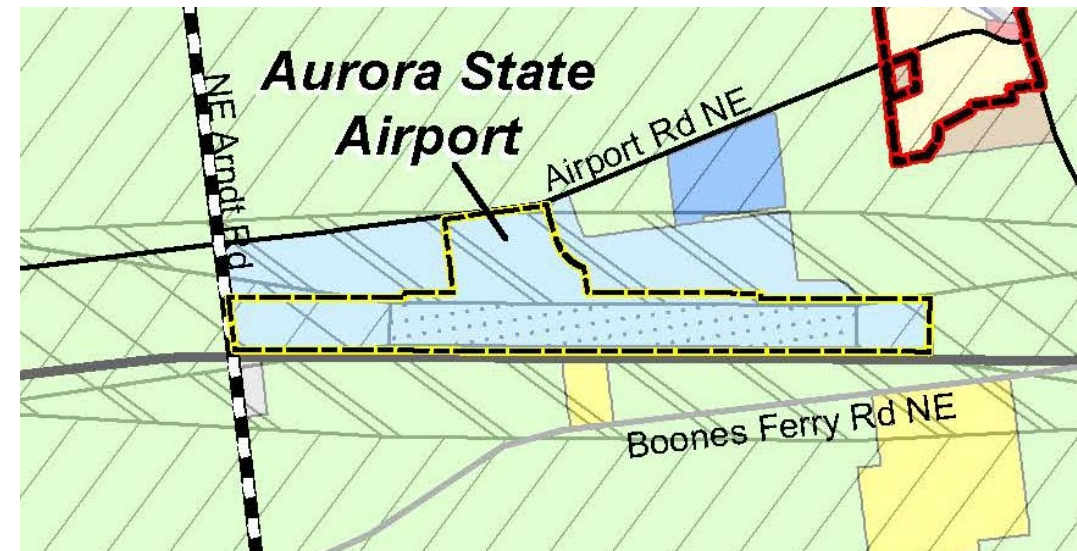 Aurora State
Airport
NE Arndt Rd
Airport Rd NE
Boones Ferry Rd NE